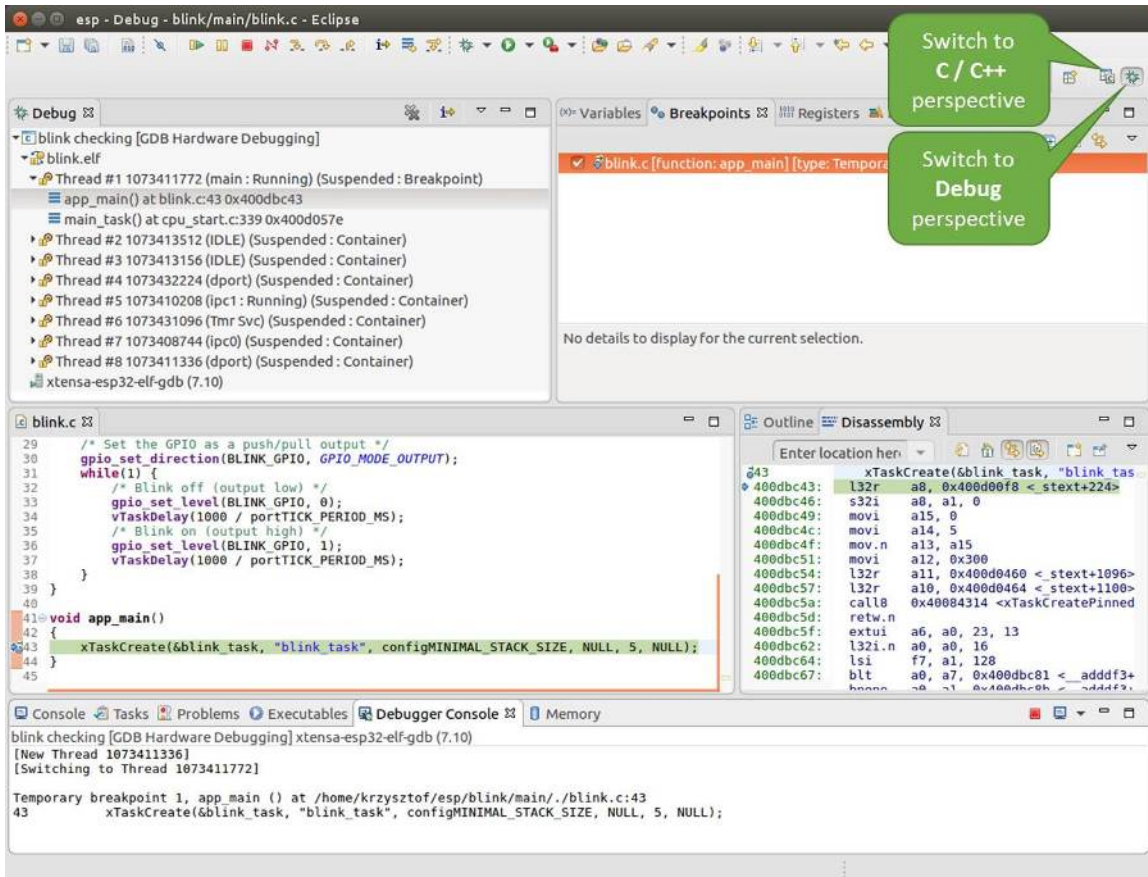 esp - Debug - blink/main/blink.c - Eclipse
Switch to
C / C++
perspective
Debug
Variables Breakpoints Registers
blink checking [GDB Hardware Debugging]
blink.elf
Thread #1 1073411772 (main : Running) (Suspended : Breakpoint)
app_main() at blink.c:43 0x400dbc43
main_task() at cpu_start.c:339 0x400d057e
Thread #2 1073413512 (IDLE) (Suspended : Container)
Thread #3 1073413156 (IDLE) (Suspended : Container)
Thread #4 1073432224 (dport) (Suspended : Container)
Thread #5 1073410208 (ipc1 : Running) (Suspended : Container)
Thread #6 1073431096 (Tmr Svc) (Suspended : Container)
Thread #7 1073408744 (ipc0) (Suspended : Container)
Thread #8 1073411336 (dport) (Suspended : Container)
xtensa-esp32-elf-gdb (7.10)
blink.c [function: app_main] [type: Tempora
Switch to
Debug
perspective
No details to display for the current selection.
blink.c
29 /* Set the GPIO as a push/pull output */
30 gpio_set_direction(BLINK_GPIO, GPIO_MODE_OUTPUT);
31 while(1) {
32 /* Blink off (output low) */
33 gpio_set_level(BLINK_GPIO, 0);
34 vTaskDelay(1000 / portTICK_PERIOD_MS);
35 /* Blink on (output high) */
36 gpio_set_level(BLINK_GPIO, 1);
37 vTaskDelay(1000 / portTICK_PERIOD_MS);
38 }
39 }
40
41 void app_main()
42 {
43 xTaskCreate(&blink_task, "blink_task", configMINIMAL_STACK_SIZE, NULL, 5, NULL);
44 }
45
Outline Disassembly
Enter location her
43 xTaskCreate(&blink_task, "blink_tas
400dbc43: l32r a8, 0x400d00f8 <_stext+224>
400dbc46: s32i a8, a1, 0
400dbc49: movi a15, 0
400dbc4c: movi a14, 5
400dbc4f: mov.n a13, a15
400dbc51: movi a12, 0x300
400dbc54: l32r a11, 0x400d0460 <_stext+1096>
400dbc57: l32r a10, 0x400d0464 <_stext+1100>
400dbc5a: call8 0x40084314 <xTaskCreatePinned
400dbc5d: retw.n
400dbc5f: extui a6, a0, 23, 13
400dbc62: l32i.n a0, a0, 16
400dbc64: lsi f7, a1, 128
400dbc67: blt a0, a7, 0x400dbc81 <__adddf3+
Console Tasks Problems Executables Debugger Console Memory
blink checking [GDB Hardware Debugging] xtensa-esp32-elf-gdb (7.10)
[New Thread 1073411336]
[Switching to Thread 1073411772]
Temporary breakpoint 1, app_main () at /home/krzysztof/esp/blink/main/./blink.c:43
43 xTaskCreate(&blink_task, "blink_task", configMINIMAL_STACK_SIZE, NULL, 5, NULL);